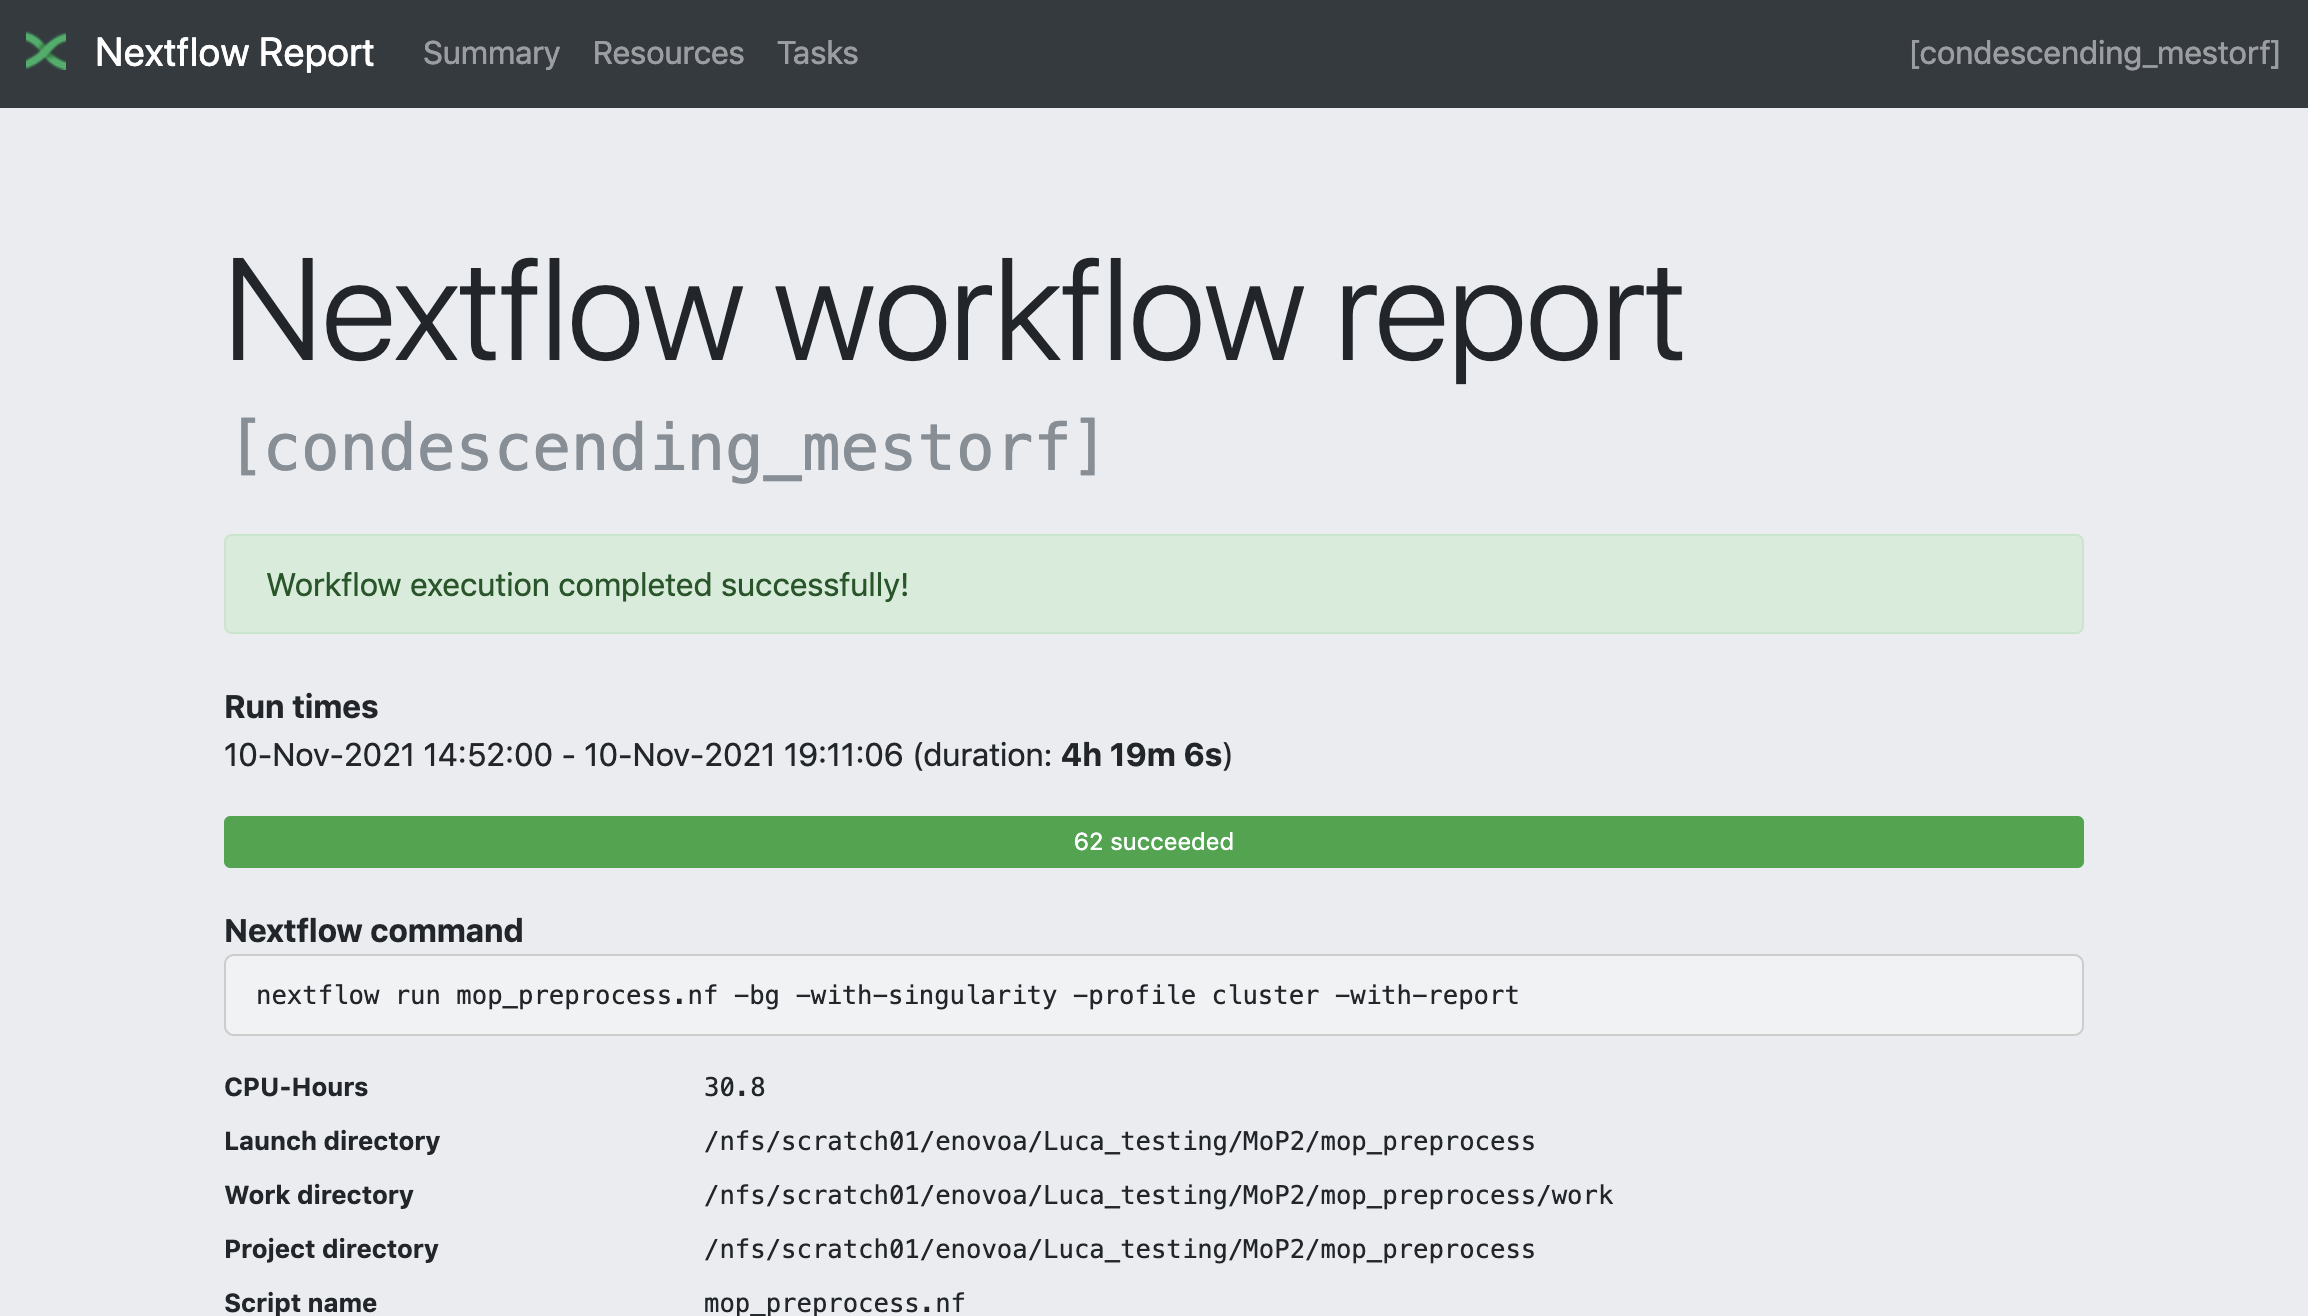 Nextflow Report Summary Resources Tasks [condescending_mestorf]
Nextflow workflow report
[condescending_mestorf]
Workflow execution completed successfully!
Run times
10-Nov-2021 14:52:00 - 10-Nov-2021 19:11:06 (duration: 4h 19m 6s)
62 succeeded
Nextflow command
nextflow run mop_preprocess.nf -bg -with-singularity -profile cluster -with-report
CPU-Hours 30.8
Launch directory /nfs/scratch01/enovoa/Luca_testing/MoP2/mop_preprocess
Work directory /nfs/scratch01/enovoa/Luca_testing/MoP2/mop_preprocess/work
Project directory /nfs/scratch01/enovoa/Luca_testing/MoP2/mop_preprocess
Script name mop_preprocess.nf